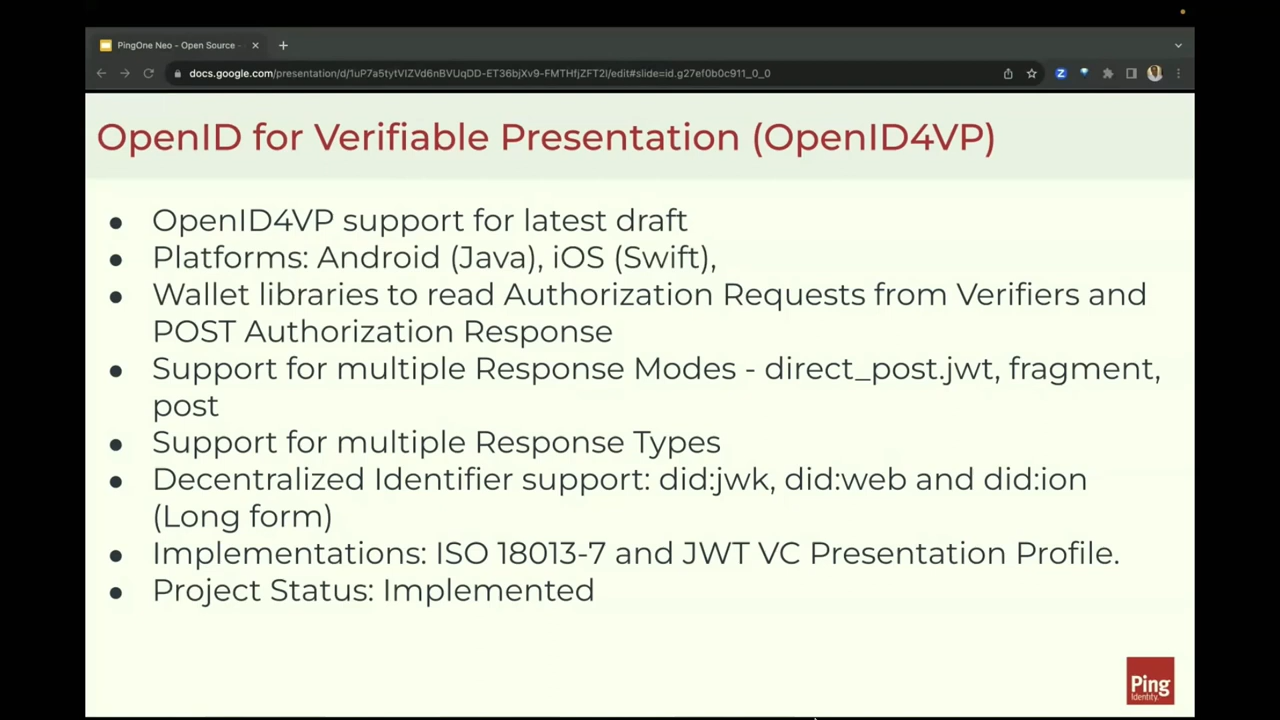 PingOne Neo - Open Source -
docs.google.com/presentation/d/1uP7a5tytVIZVd6nBVUqDD-ET36bjXv9-FMTHfjZFT2I/edit#slide=id.g27ef0b0c911_0_0
OpenID for Verifiable Presentation (OpenID4VP)
● OpenID4VP support for latest draft
● Platforms: Android (Java), iOS (Swift),
● Wallet libraries to read Authorization Requests from Verifiers and
POST Authorization Response
● Support for multiple Response Modes - direct_post.jwt, fragment,
post
● Support for multiple Response Types
● Decentralized Identifier support: did:jwk, did:web and did:ion
(Long form)
● Implementations: ISO 18013-7 and JWT VC Presentation Profile.
● Project Status: Implemented
Ping
Identity.